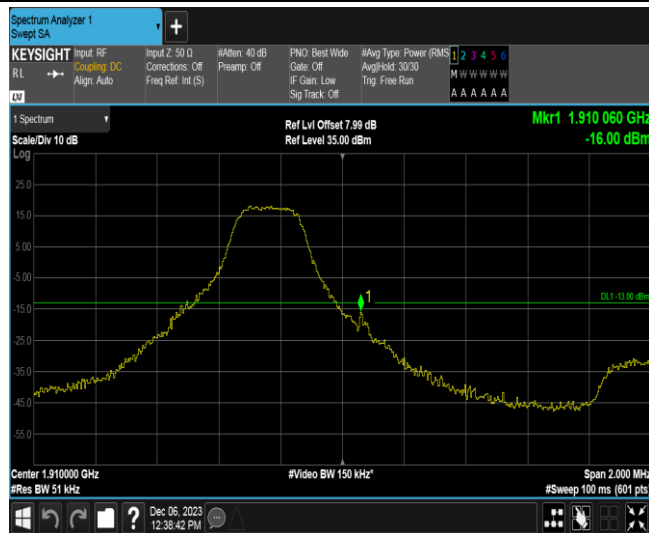 Spectrum Analyzer 1
Swept SA
+
KEYSIGHT
RL
LXI
Input: RF
Coupling: DC
Align: Auto
Input Z: 50 Ω
Corrections: Off
Freq Ref: Int (S)
#Atten: 40 dB
Preamp: Off
PNO: Best Wide
Gate: Off
IF Gain: Low
Sig Track: Off
#Avg Type: Power (RMS
Avg|Hold: 30/30
Trig: Free Run
1 2 3 4 5 6
M W W W W W
A A A A A A
1 Spectrum
Scale/Div 10 dB
Log
Ref Lvl Offset 7.99 dB
Ref Level 35.00 dBm
Mkr1 1.910 060 GHz
-16.00 dBm
25.0
15.0
5.00
-5.00
-15.0
-25.0
-35.0
-45.0
-55.0
1
DL1 -13.00 dBm
Center 1.910000 GHz
#Res BW 51 kHz
#Video BW 150 kHz*
Span 2.000 MHz
#Sweep 100 ms (601 pts)
?
Dec 06, 2023
12:38:42 PM